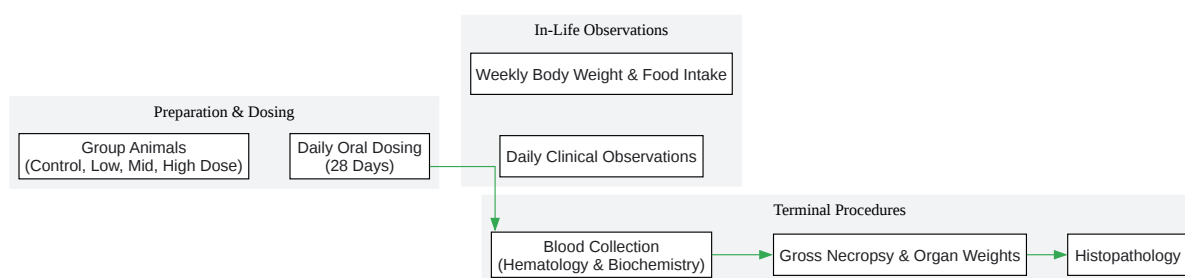 In-Life Observations
Weekly Body Weight & Food Intake
Preparation & Dosing
Group Animals
(Control, Low, Mid, High Dose)
Daily Oral Dosing
(28 Days)
Daily Clinical Observations
Terminal Procedures
Blood Collection
(Hematology & Biochemistry)
Gross Necropsy & Organ Weights
Histopathology